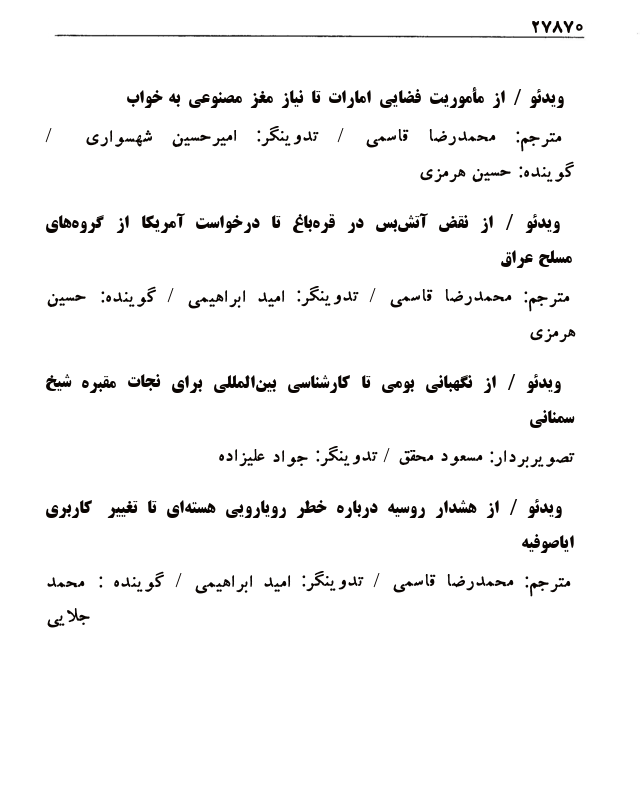 ۲۷۸۷۰
ویدئو / از مأموریت فضایی امارات تا نیاز مغز مصنوعی به خواب
مترجم: محمدرضا قاسمی / تدوینگر: امیرحسین شهسواری /
گوینده: حسین هرمزی
ویدئو / از نقض آتش‌بس در قره‌باغ تا درخواست آمریکا از گروه‌های
مسلح عراق
مترجم: محمدرضا قاسمی / تدوینگر: امید ابراهیمی / گوینده: حسین
هرمزی
ویدئو / از نگهبانی بومی تا کارشناسی بین‌المللی برای نجات مقبره شیخ
سمنانی
تصویربردار: مسعود محقق / تدوینگر: جواد علیزاده
ویدئو / از هشدار روسیه درباره خطر رویارویی هسته‌ای تا تغییر کاربری
ایاصوفیه
مترجم: محمدرضا قاسمی / تدوینگر: امید ابراهیمی / گوینده : محمد
جلایی